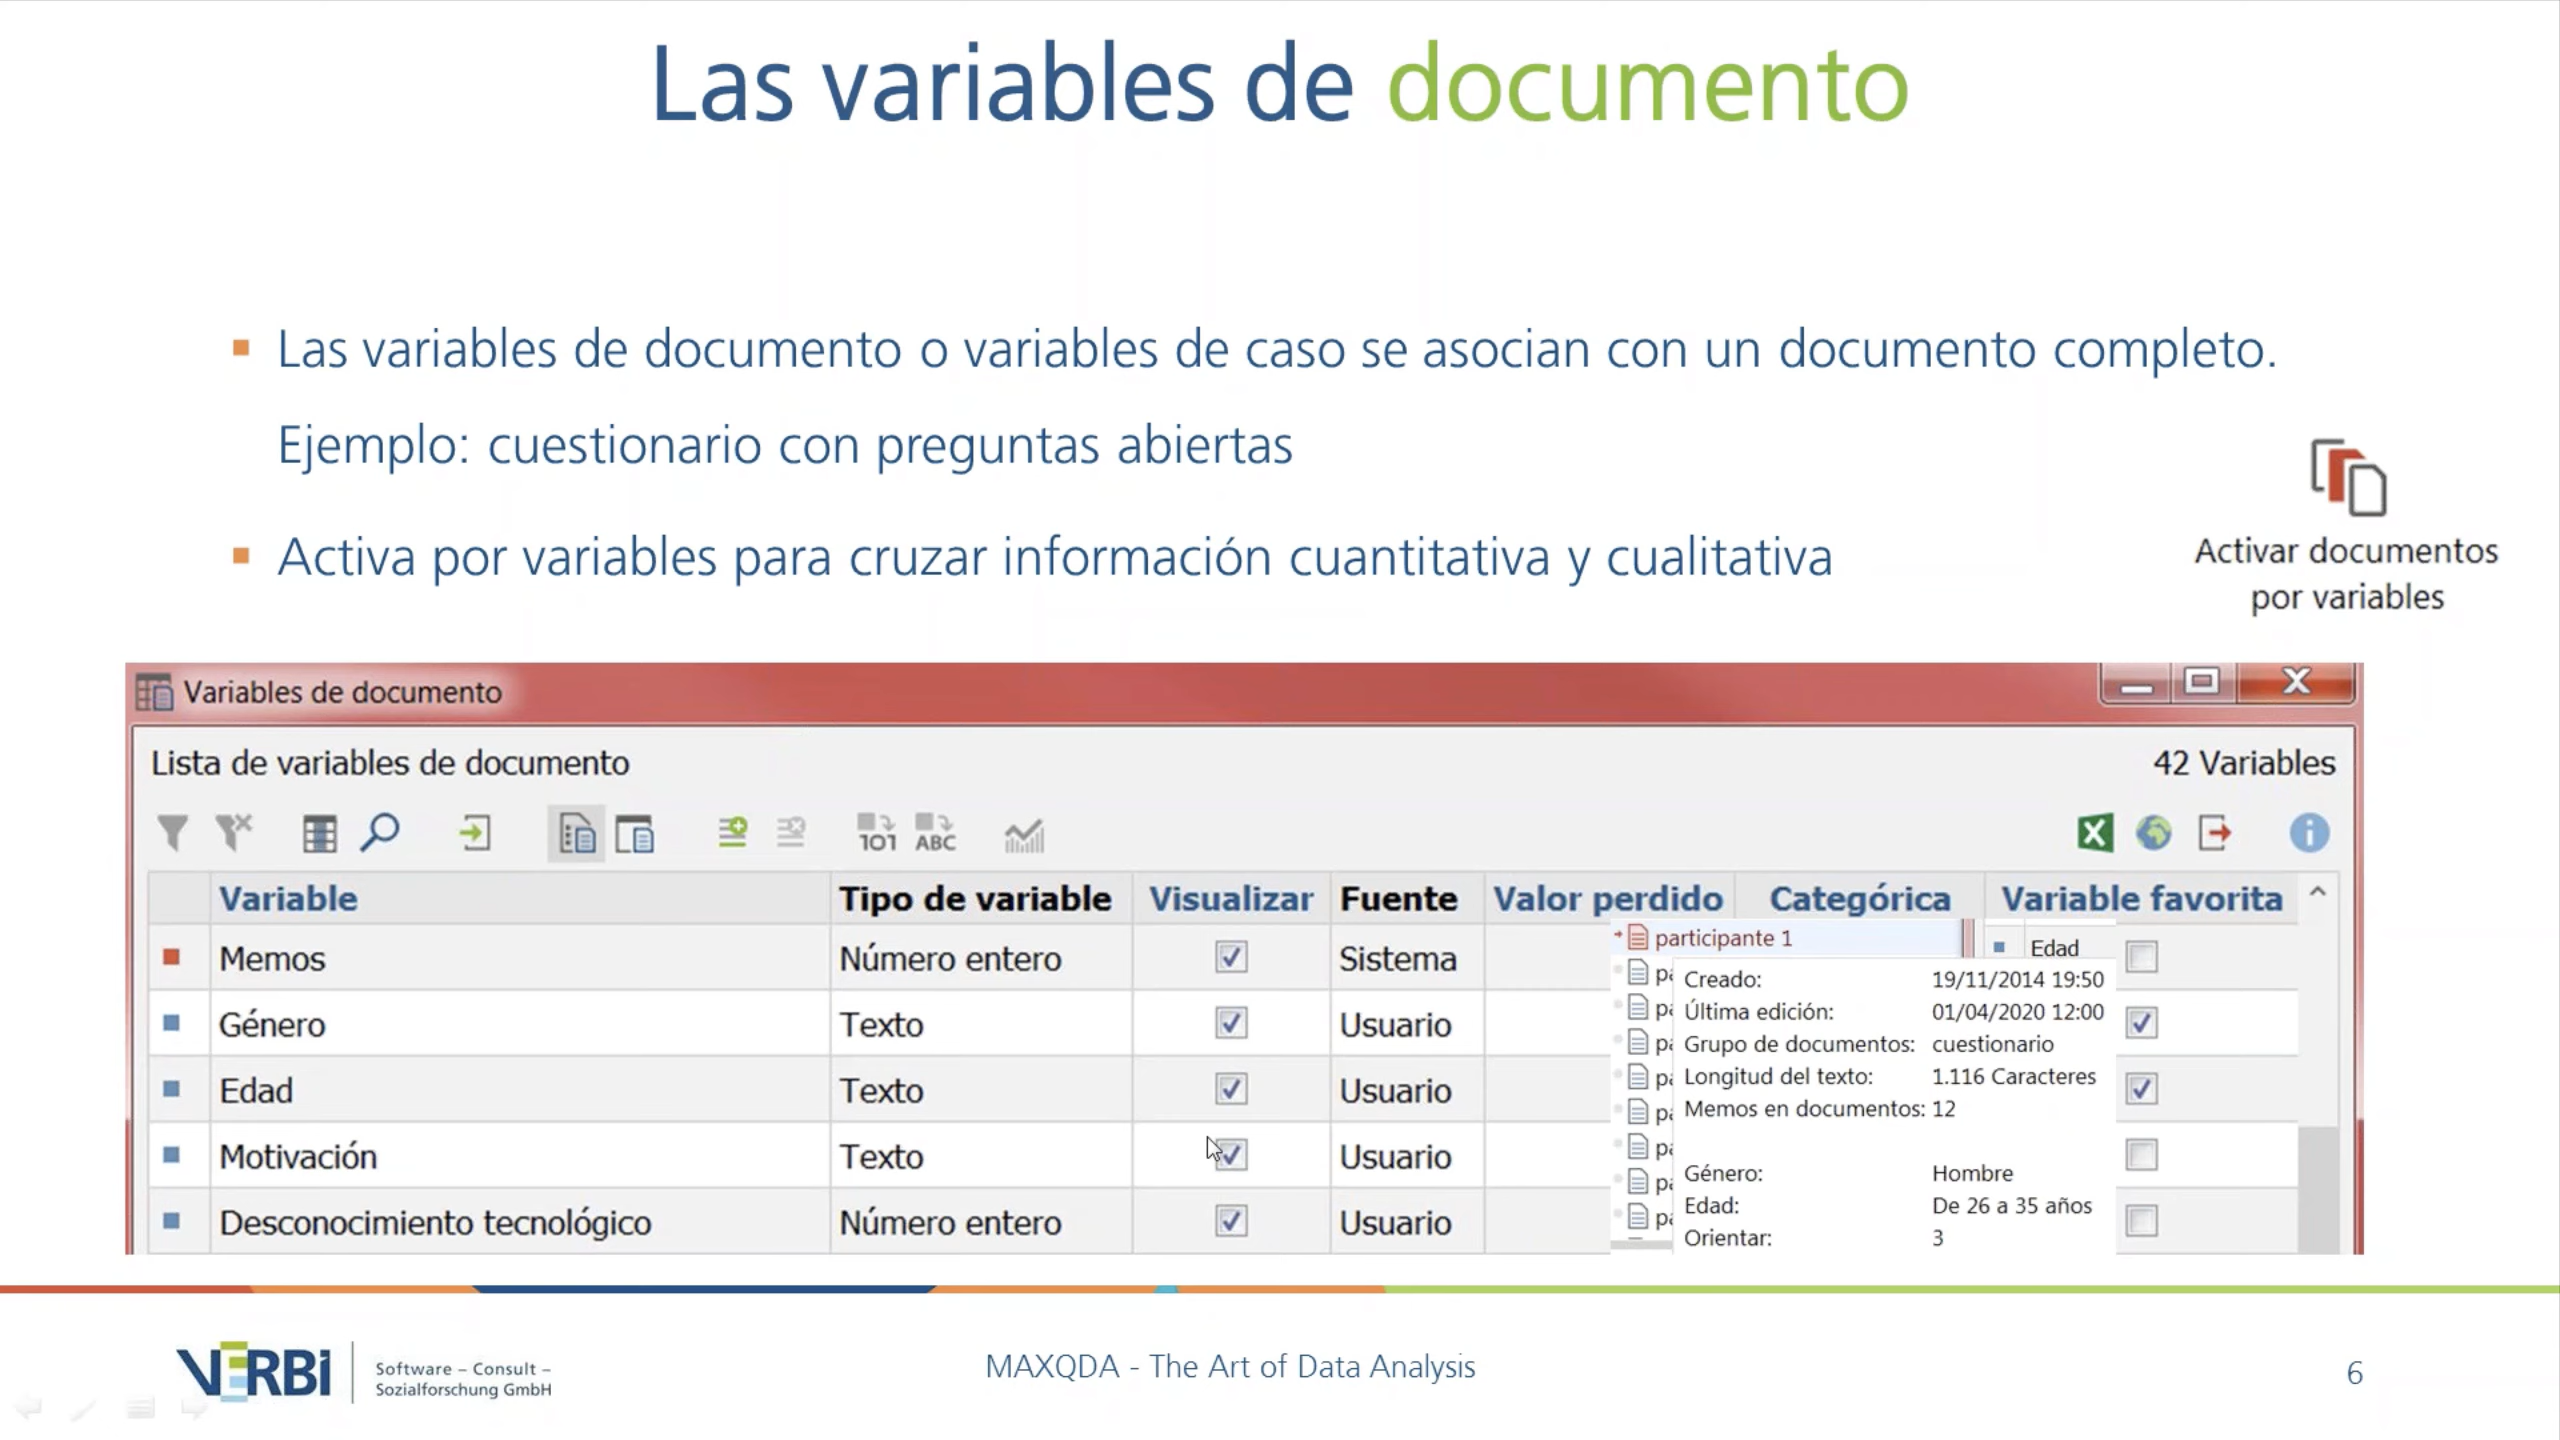 Las variables de documento
Las variables de documento o variables de caso se asocian con un documento completo.
Ejemplo: cuestionario con preguntas abiertas
Activa por variables para cruzar información cuantitativa y cualitativa
Activar documentos
por variables
Variables de documento
Lista de variables de documento
42 Variables
101 ABC
Variable Tipo de variable Visualizar Fuente Valor perdido Categórica Variable favorita
Memos Número entero Sistema
Género Texto Usuario
Edad Texto Usuario
Motivación Texto Usuario
Desconocimiento tecnológico Número entero Usuario
participante 1
Edad
Creado: 19/11/2014 19:50
Última edición: 01/04/2020 12:00
Grupo de documentos: cuestionario
Longitud del texto: 1.116 Caracteres
Memos en documentos: 12
Género: Hombre
Edad: De 26 a 35 años
Orientar: 3
VERBI
Software – Consult –
Sozialforschung GmbH
MAXQDA - The Art of Data Analysis
6